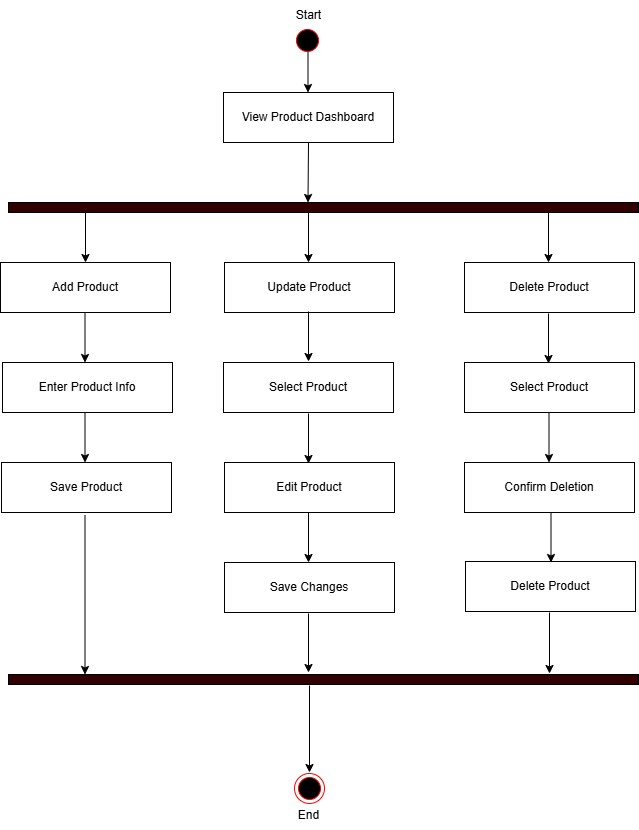 Start
View Product Dashboard
Add Product
Update Product
Delete Product
Enter Product Info
Select Product
Select Product
Save Product
Edit Product
Confirm Deletion
Save Changes
Delete Product
End